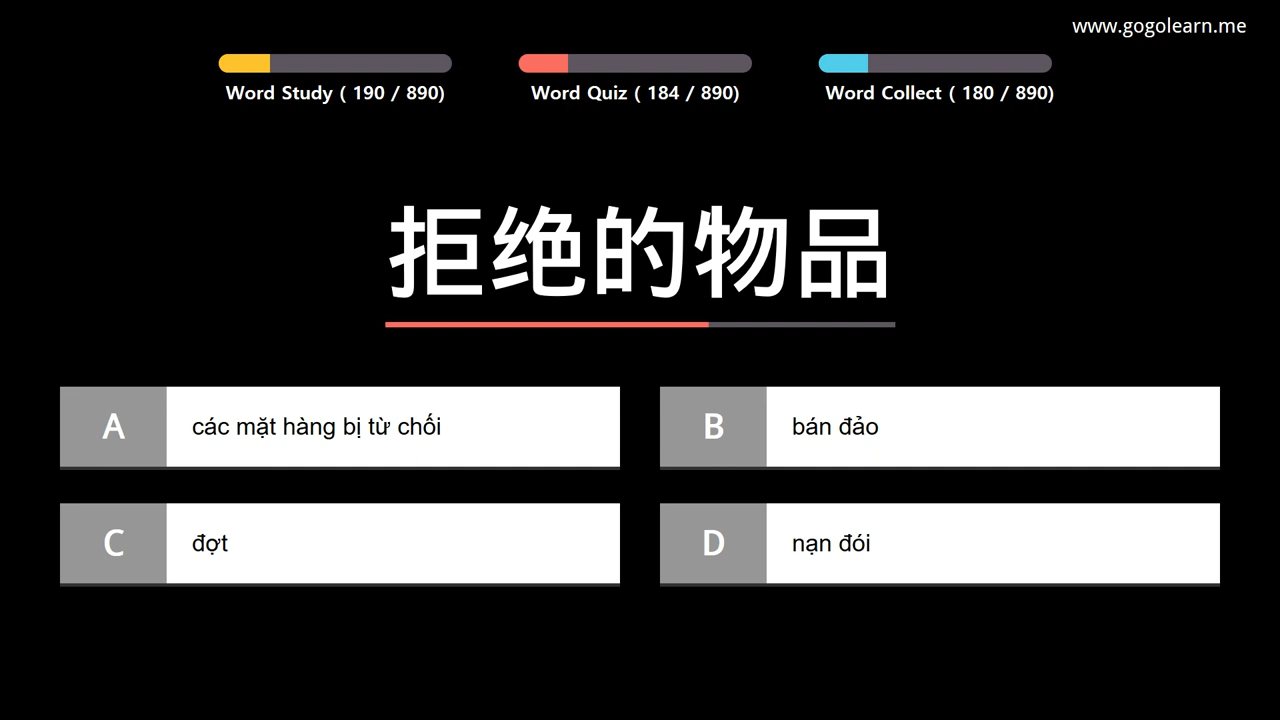 www.gogolearn.me
Word Study ( 190 / 890)
Word Quiz ( 184 / 890)
Word Collect ( 180 / 890)
拒绝的物品
A
các mặt hàng bị từ chối
B
bán đảo
C
đợt
D
nạn đói